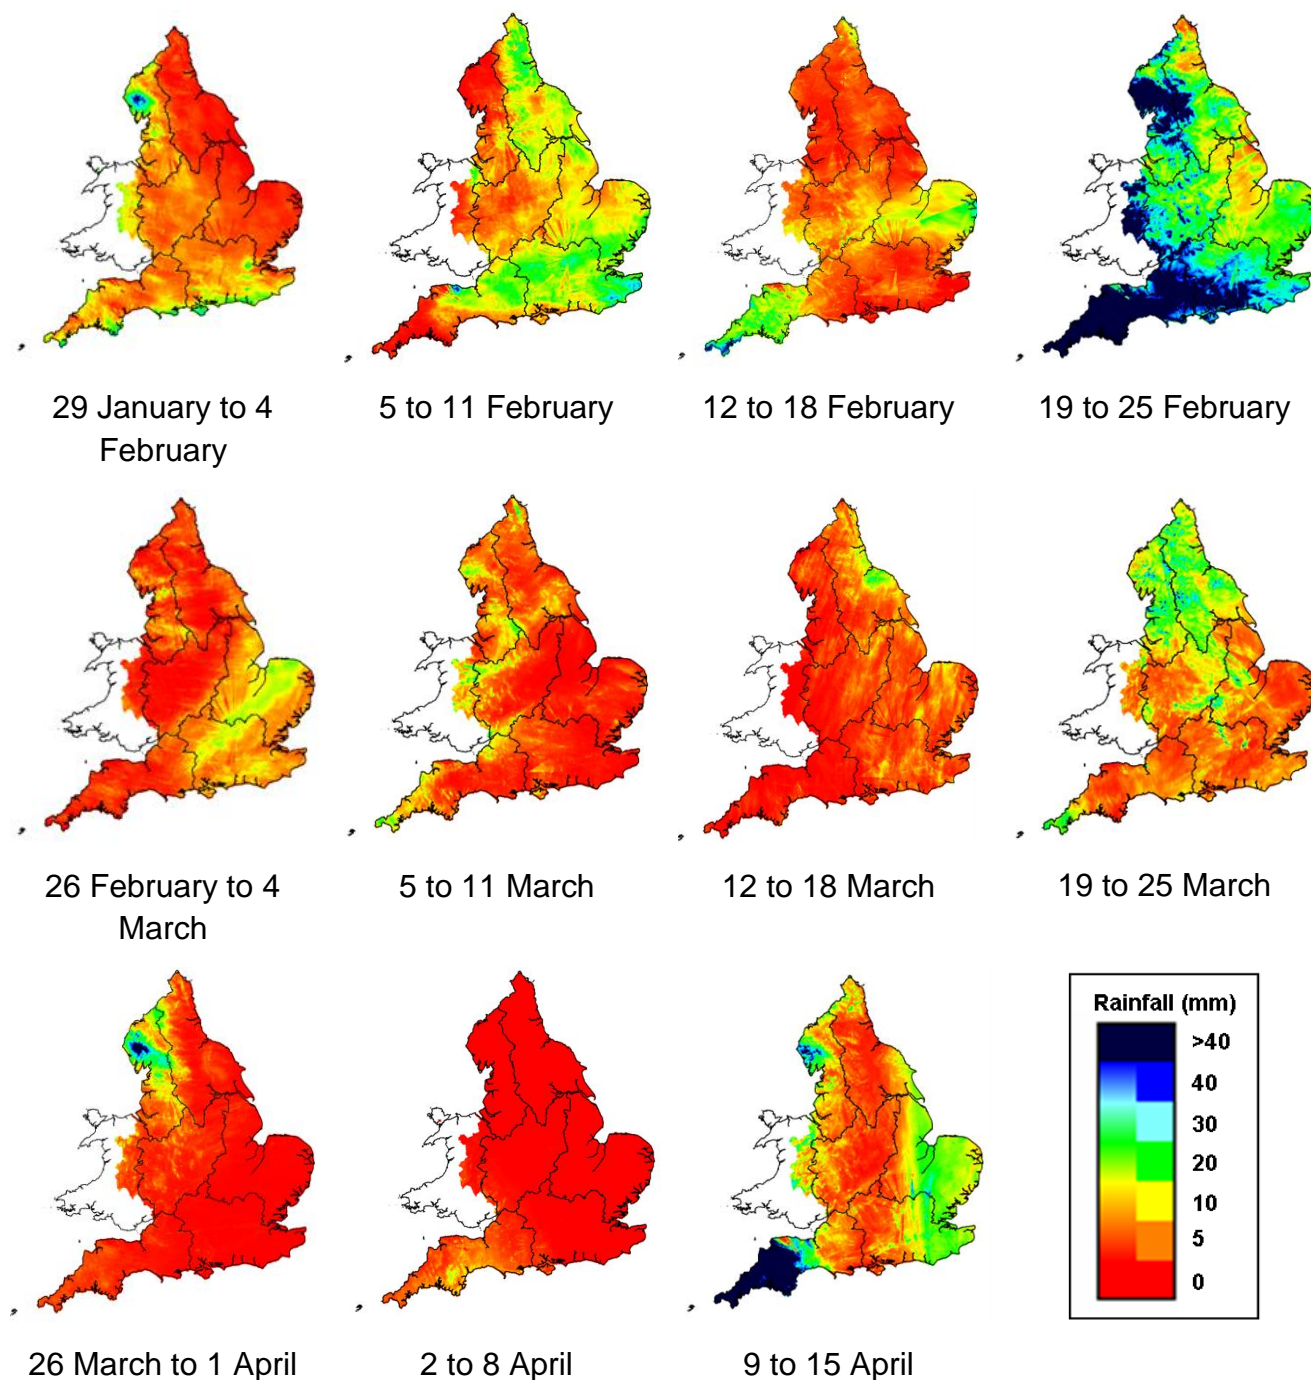 29 January to 4
February
5 to 11 February
12 to 18 February
19 to 25 February
26 February to 4
March
5 to 11 March
12 to 18 March
19 to 25 March
26 March to 1 April
2 to 8 April
9 to 15 April
Rainfall (mm)
>40
40
30
20
10
5
0